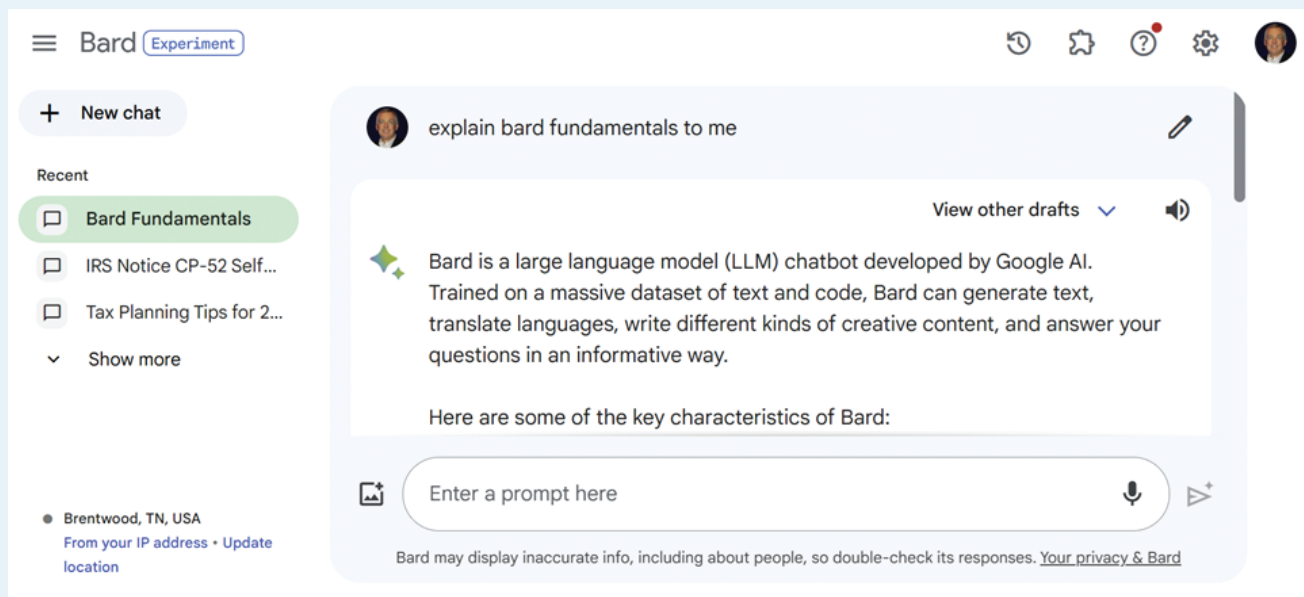 Bard Experiment
New chat
Recent
Bard Fundamentals
IRS Notice CP-52 Self...
Tax Planning Tips for 2...
Show more
Brentwood, TN, USA
From your IP address • Update
location
explain bard fundamentals to me
View other drafts
Bard is a large language model (LLM) chatbot developed by Google AI.
Trained on a massive dataset of text and code, Bard can generate text,
translate languages, write different kinds of creative content, and answer your
questions in an informative way.
Here are some of the key characteristics of Bard:
Enter a prompt here
Bard may display inaccurate info, including about people, so double-check its responses. Your privacy & Bard